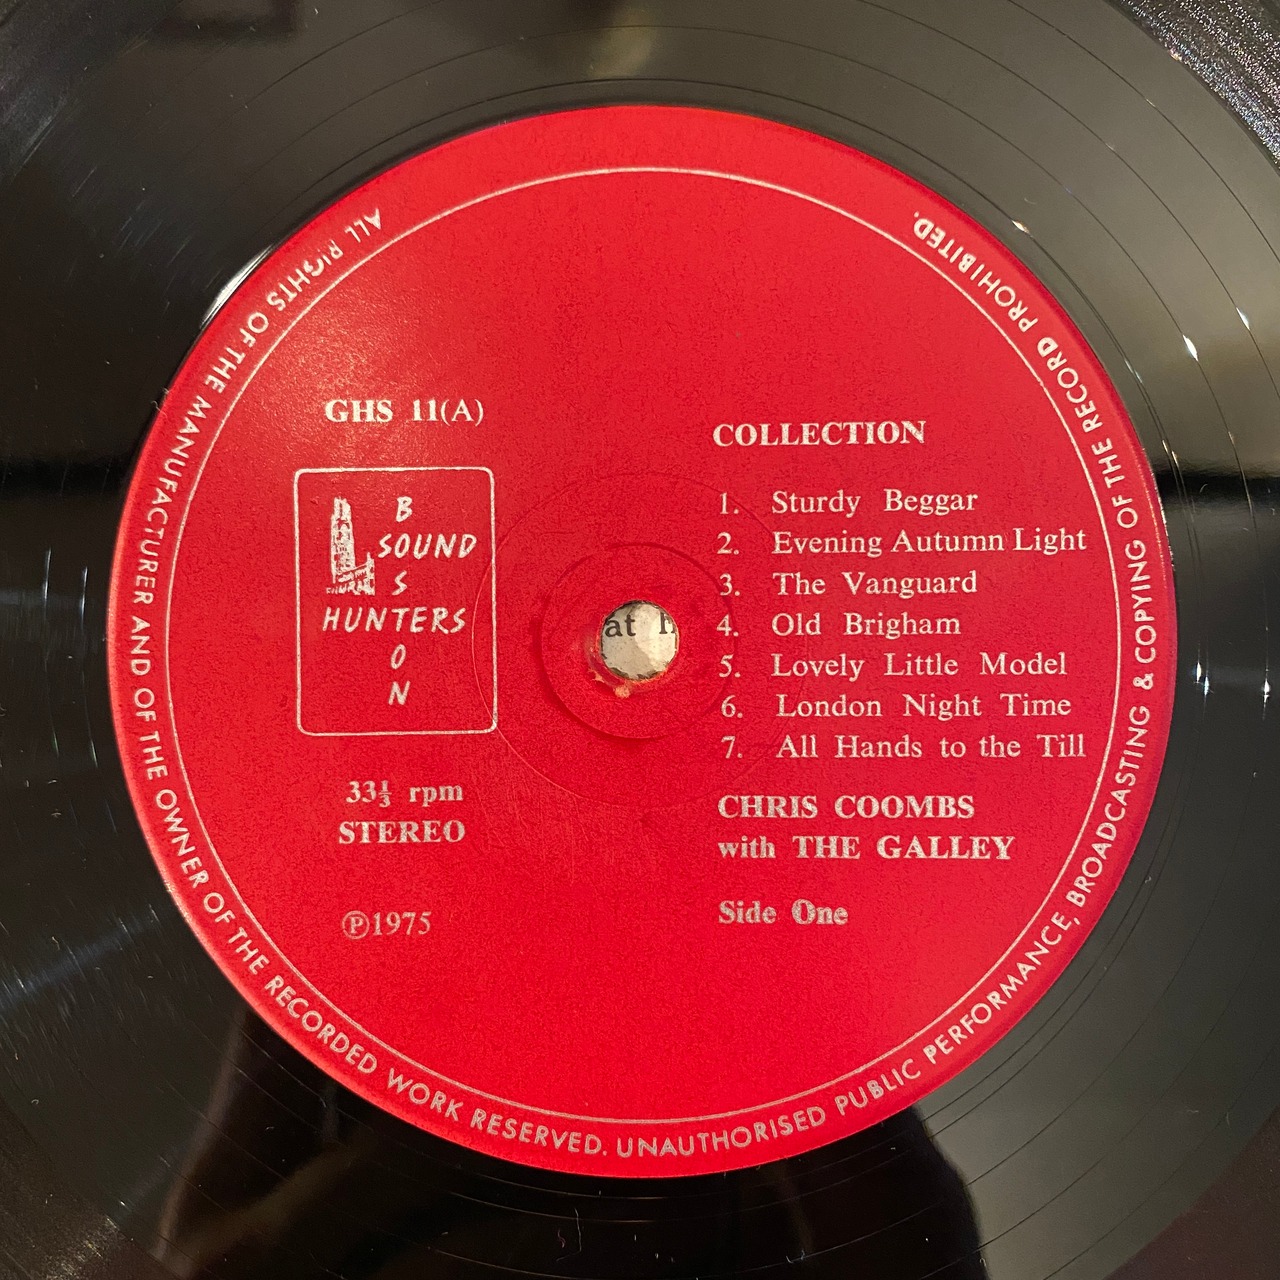 ALL RIGHTS OF THE MANUFACTURER AND OF THE OWNER OF THE RECORDED WORK RESERVED. UNAUTHORISED PUBLIC PERFORMANCE, BROADCASTING & COPYING OF THE RECORD PROHIBITED.
GHS 11(A)
BOSTON
SOUND
HUNTERS
33⅓ rpm
STEREO
Ⓟ1975
COLLECTION
1. Sturdy Beggar
2. Evening Autumn Light
3. The Vanguard
4. Old Brigham
5. Lovely Little Model
6. London Night Time
7. All Hands to the Till
CHRIS COOMBS
with THE GALLEY
Side One
at